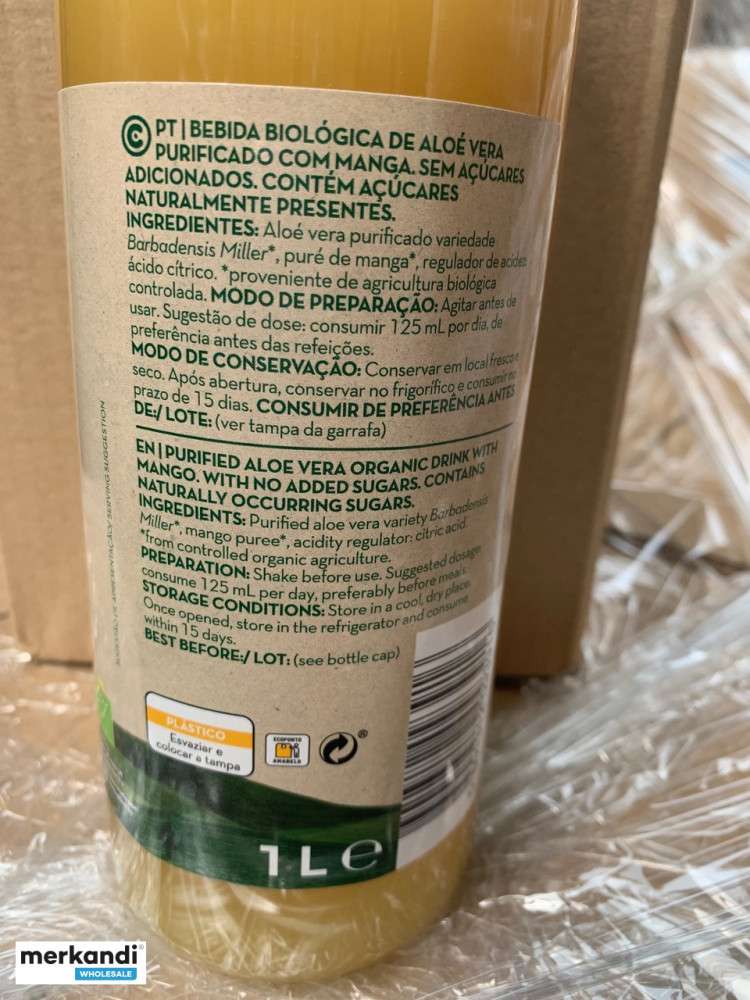 PT | BEBIDA BIOLÓGICA DE ALOÉ VERA
PURIFICADO COM MANGA. SEM AÇÚCARES
ADICIONADOS. CONTÉM AÇÚCARES
NATURALMENTE PRESENTES.
INGREDIENTES: Aloé vera purificado variedade
Barbadensis Miller*, puré de manga*, regulador de acidez:
ácido cítrico. *proveniente de agricultura biológica
controlada. MODO DE PREPARAÇÃO: Agitar antes de
usar. Sugestão de dose: consumir 125 mL por dia, de
preferência antes das refeições.
MODO DE CONSERVAÇÃO: Conservar em local fresco e
seco. Após abertura, conservar no frigorífico e consumir no
prazo de 15 dias. CONSUMIR DE PREFERÊNCIA ANTES
DE:/ LOTE: (ver tampa da garrafa)
EN | PURIFIED ALOE VERA ORGANIC DRINK WITH
MANGO. WITH NO ADDED SUGARS. CONTAINS
NATURALLY OCCURRING SUGARS.
INGREDIENTS: Purified aloe vera variety Barbadensis
Miller*, mango puree*, acidity regulator: citric acid.
*from controlled organic agriculture.
PREPARATION: Shake before use. Suggested dosage:
consume 125 mL per day, preferably before meals.
STORAGE CONDITIONS: Store in a cool, dry place.
Once opened, store in the refrigerator and consume
within 15 days.
BEST BEFORE:/ LOT: (see bottle cap)
SUGESTÃO DE APRESENTAÇÃO/ SERVING SUGGESTION
PLÁSTICO
Esvaziar e
colocar a tampa
ECOPONTO
AMARELO
1 L e
merkandi
WHOLESALE